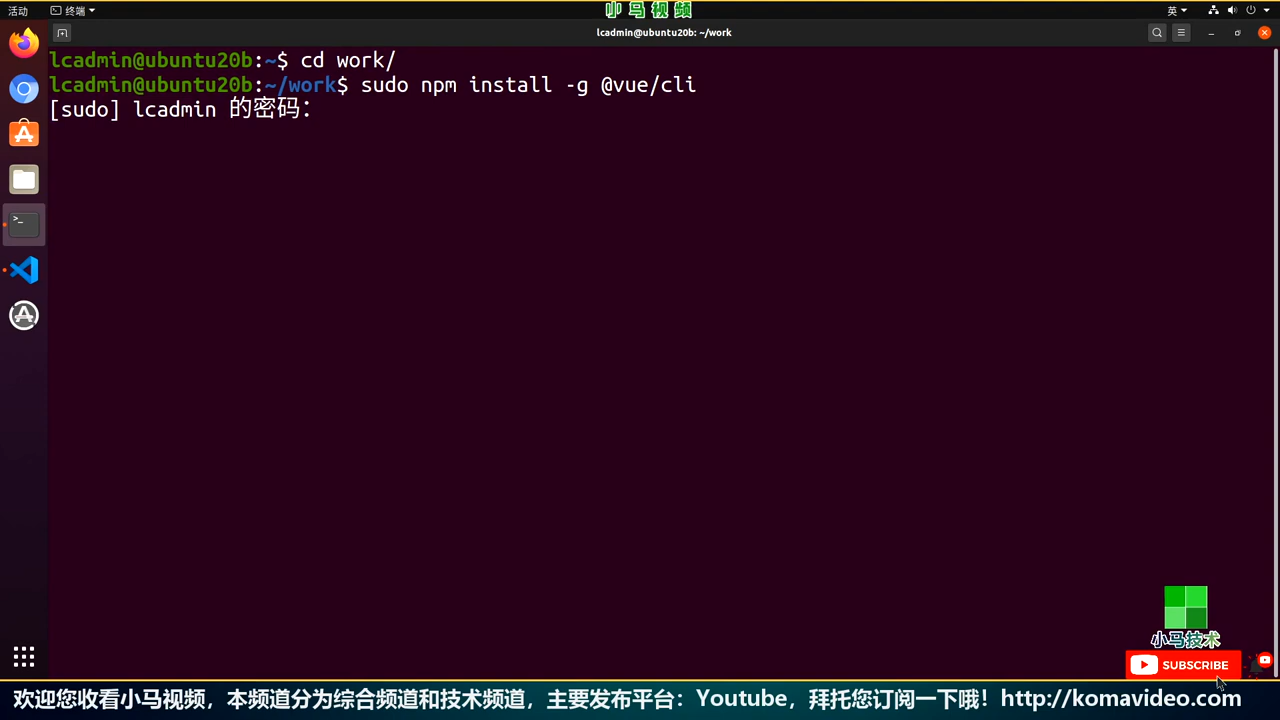 活动
终端
小马视频
英
lcadmin@ubuntu20b: ~/work
lcadmin@ubuntu20b:~$ cd work/
lcadmin@ubuntu20b:~/work$ sudo npm install -g @vue/cli
[sudo] lcadmin 的密码：
小马技术
SUBSCRIBE
欢迎您收看小马视频，本频道分为综合频道和技术频道，主要发布平台：Youtube，拜托您订阅一下哦！http://komavideo.com